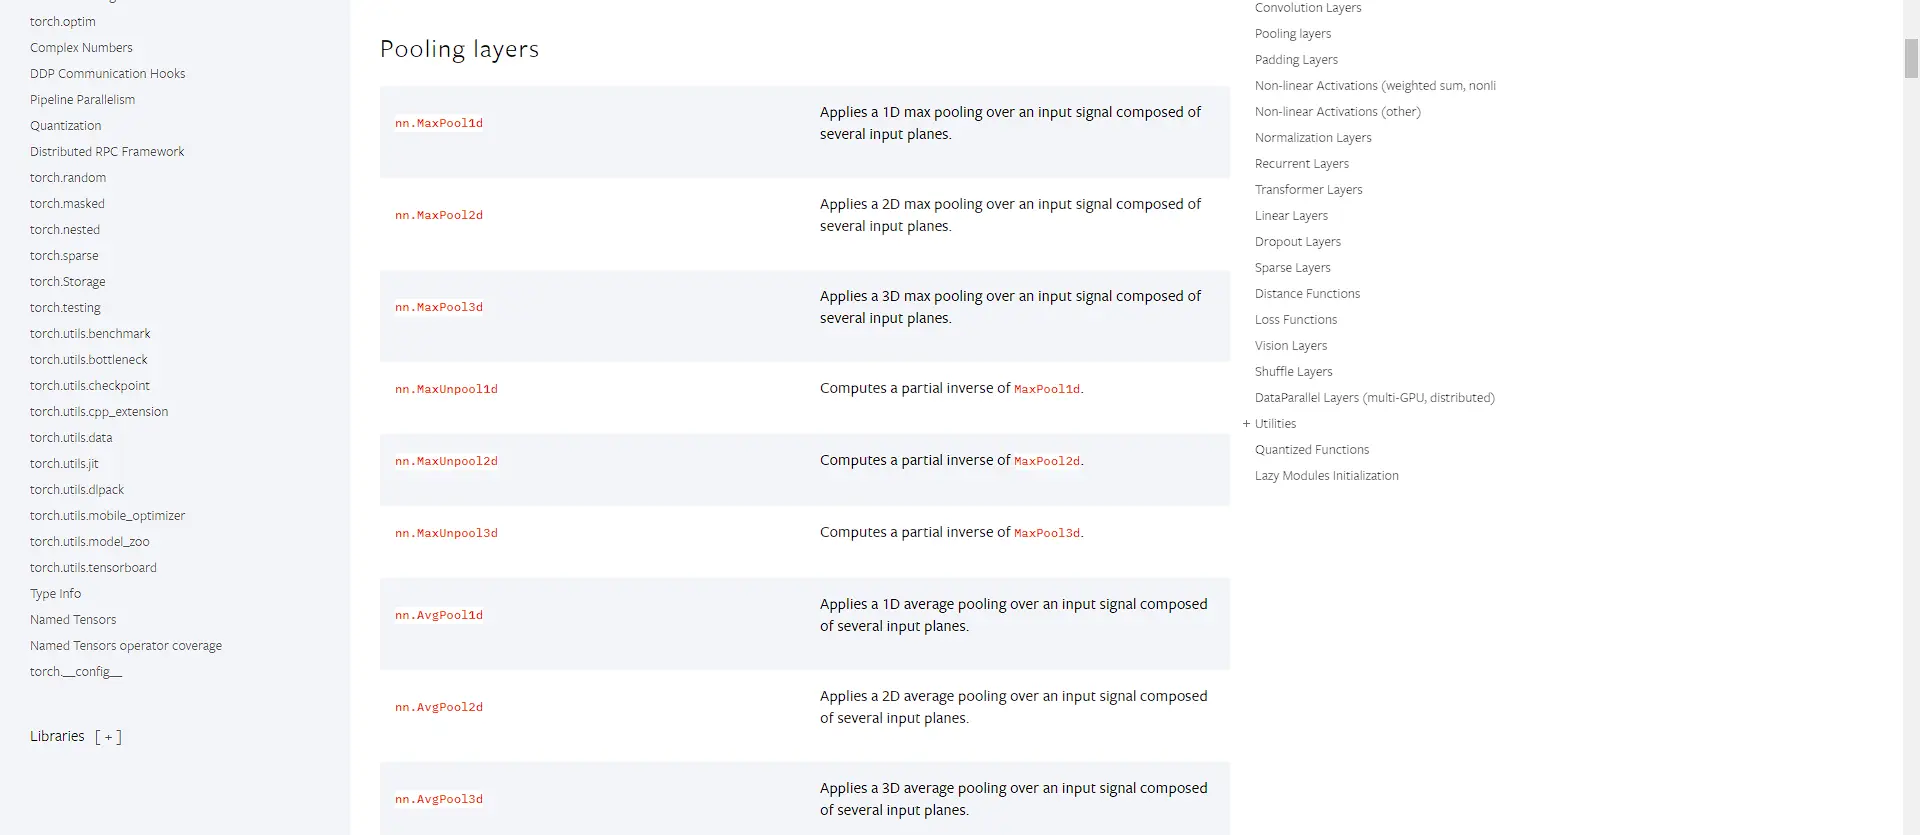 torch.optim
Complex Numbers
DDP Communication Hooks
Pipeline Parallelism
Quantization
Distributed RPC Framework
torch.random
torch.masked
torch.nested
torch.sparse
torch.Storage
torch.testing
torch.utils.benchmark
torch.utils.bottleneck
torch.utils.checkpoint
torch.utils.cpp_extension
torch.utils.data
torch.utils.jit
torch.utils.dlpack
torch.utils.mobile_optimizer
torch.utils.model_zoo
torch.utils.tensorboard
Type Info
Named Tensors
Named Tensors operator coverage
torch.__config__
Libraries [ + ]
Pooling layers
nn.MaxPool1d
Applies a 1D max pooling over an input signal composed of
several input planes.
nn.MaxPool2d
Applies a 2D max pooling over an input signal composed of
several input planes.
nn.MaxPool3d
Applies a 3D max pooling over an input signal composed of
several input planes.
nn.MaxUnpool1d
Computes a partial inverse of MaxPool1d.
nn.MaxUnpool2d
Computes a partial inverse of MaxPool2d.
nn.MaxUnpool3d
Computes a partial inverse of MaxPool3d.
nn.AvgPool1d
Applies a 1D average pooling over an input signal composed
of several input planes.
nn.AvgPool2d
Applies a 2D average pooling over an input signal composed
of several input planes.
nn.AvgPool3d
Applies a 3D average pooling over an input signal composed
of several input planes.
Convolution Layers
Pooling layers
Padding Layers
Non-linear Activations (weighted sum, nonli
Non-linear Activations (other)
Normalization Layers
Recurrent Layers
Transformer Layers
Linear Layers
Dropout Layers
Sparse Layers
Distance Functions
Loss Functions
Vision Layers
Shuffle Layers
DataParallel Layers (multi-GPU, distributed)
+ Utilities
Quantized Functions
Lazy Modules Initialization